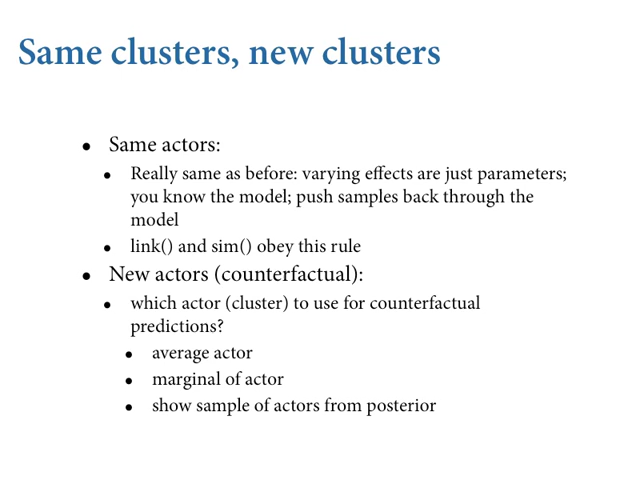 Same clusters, new clusters
• Same actors:
• Really same as before: varying effects are just parameters;
you know the model; push samples back through the
model
• link() and sim() obey this rule
• New actors (counterfactual):
• which actor (cluster) to use for counterfactual
predictions?
• average actor
• marginal of actor
• show sample of actors from posterior